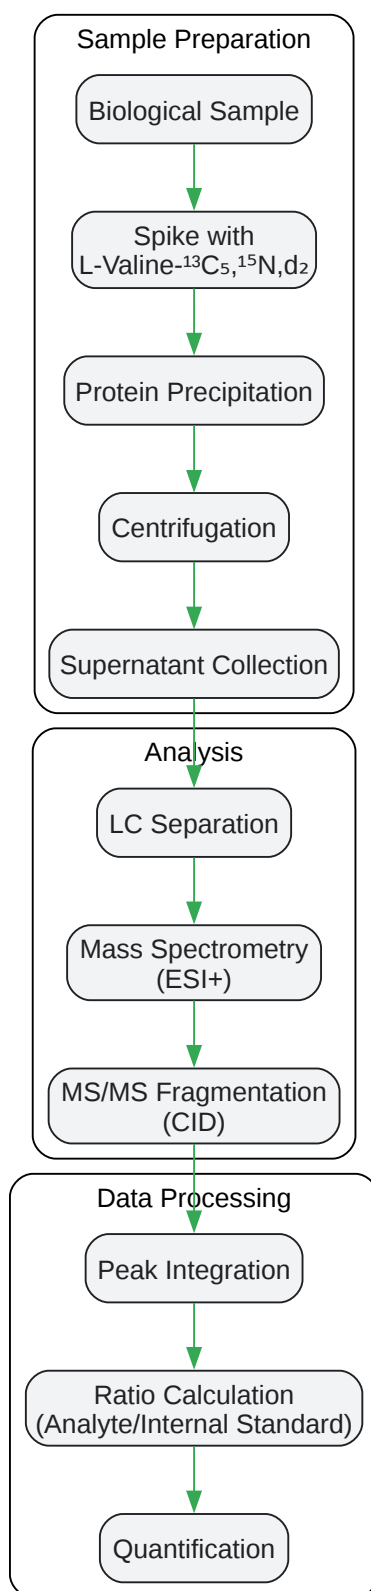 Sample Preparation
Biological Sample
Spike with
L-Valine-¹³C₅,¹⁵N,d₂
Protein Precipitation
Centrifugation
Supernatant Collection
Analysis
LC Separation
Mass Spectrometry
(ESI+)
MS/MS Fragmentation
(CID)
Data Processing
Peak Integration
Ratio Calculation
(Analyte/Internal Standard)
Quantification